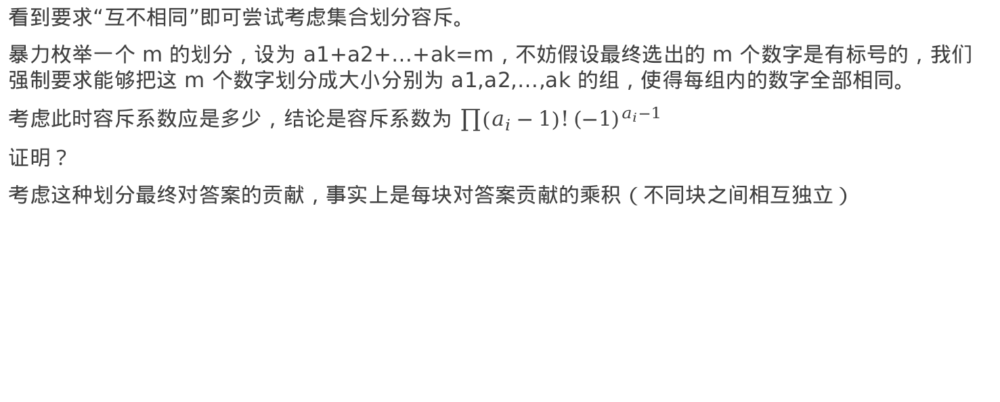 看到要求“互不相同”即可尝试考虑集合划分容斥。
暴力枚举一个 m 的划分，设为 a1+a2+...+ak=m，不妨假设最终选出的 m 个数字是有标号的，我们
强制要求能够把这 m 个数字划分成大小分别为 a1,a2,...,ak 的组，使得每组内的数字全部相同。
考虑此时容斥系数应是多少，结论是容斥系数为 ∏(a_i − 1)! (−1)^{a_i−1}
证明？
考虑这种划分最终对答案的贡献，事实上是每块对答案贡献的乘积（不同块之间相互独立）